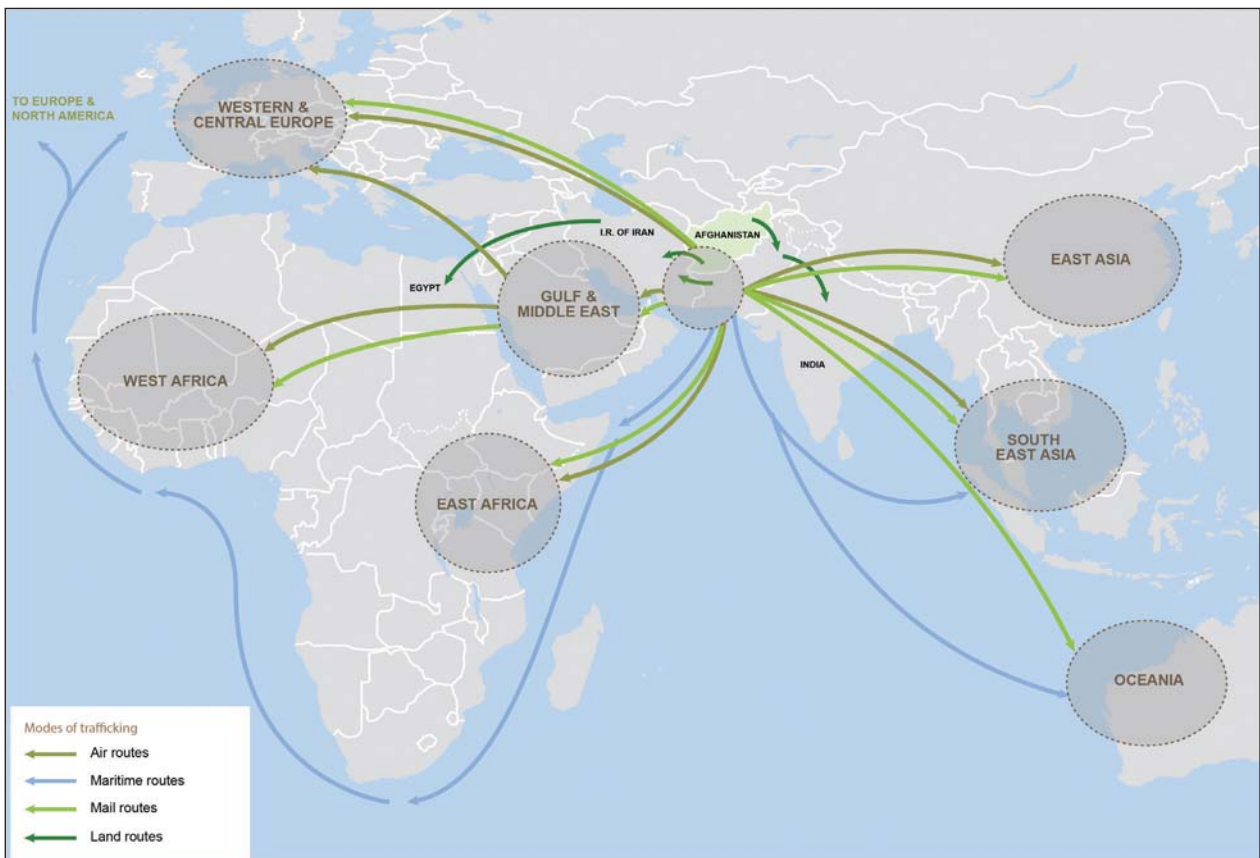 TO EUROPE &
NORTH AMERICA
WESTERN &
CENTRAL EUROPE
I.R. OF IRAN
AFGHANISTAN
EAST ASIA
EGYPT
GULF &
MIDDLE EAST
WEST AFRICA
INDIA
SOUTH
EAST ASIA
EAST AFRICA
OCEANIA
Modes of trafficking
Air routes
Maritime routes
Mail routes
Land routes